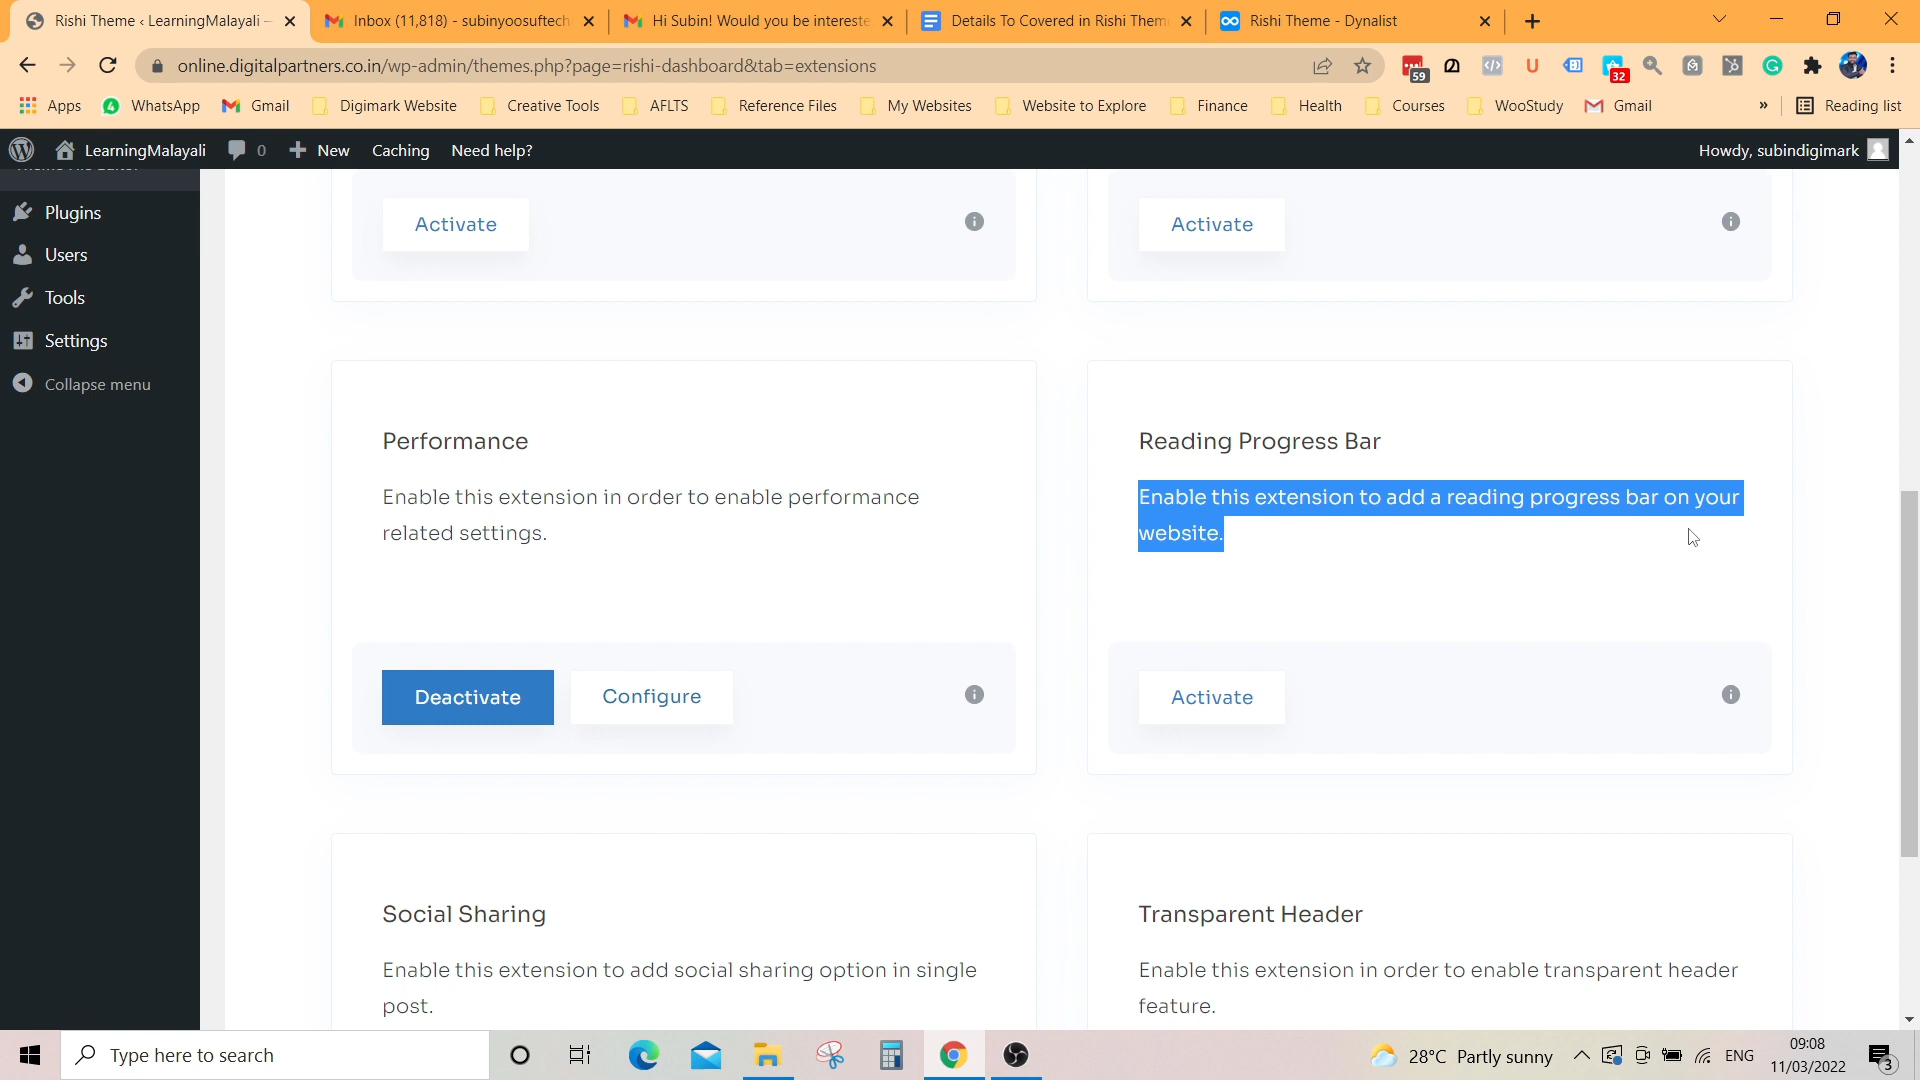 Rishi Theme ‹ LearningMalayali –
Inbox (11,818) - subinyoosuftech
Hi Subin! Would you be intereste
Details To Covered in Rishi Them
Rishi Theme - Dynalist
online.digitalpartners.co.in/wp-admin/themes.php?page=rishi-dashboard&tab=extensions
59
32
Apps
4
WhatsApp
Gmail
Digimark Website
Creative Tools
AFLTS
Reference Files
My Websites
Website to Explore
Finance
Health
Courses
WooStudy
Gmail
»
Reading list
LearningMalayali
0
New
Caching
Need help?
Howdy, subindigimark
Plugins
Users
Tools
Settings
Collapse menu
Activate
Activate
Performance
Enable this extension in order to enable performance
related settings.
Deactivate
Configure
Reading Progress Bar
Enable this extension to add a reading progress bar on your
website.
Activate
Social Sharing
Enable this extension to add social sharing option in single
post.
Transparent Header
Enable this extension in order to enable transparent header
feature.
Type here to search
28°C Partly sunny
ENG
09:08
11/03/2022
3